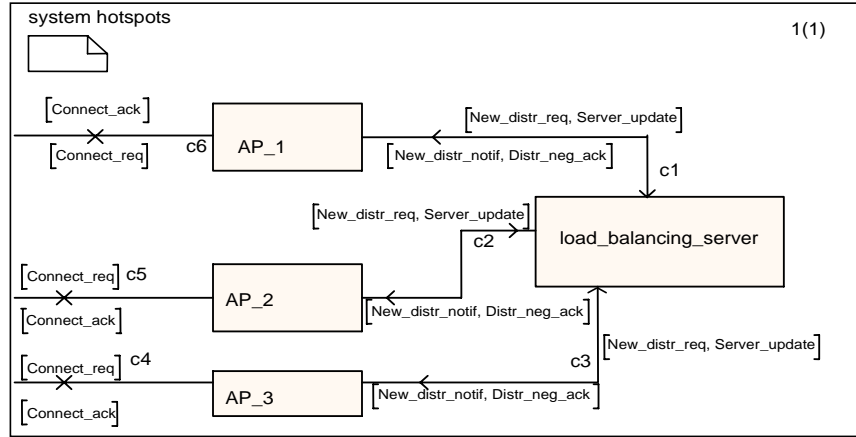 system hotspots
1(1)
[Connect_ack]
[New_distr_req, Server_update]
c6
AP_1
[Connect_req]
[New_distr_notif, Distr_neg_ack]
c1
[New_distr_req, Server_update]
c2
load_balancing_server
[Connect_req] c5
AP_2
[Connect_ack]
[New_distr_notif, Distr_neg_ack]
[New_distr_req, Server_update]
[Connect_req] c4
c3
AP_3
[New_distr_notif, Distr_neg_ack]
[Connect_ack]